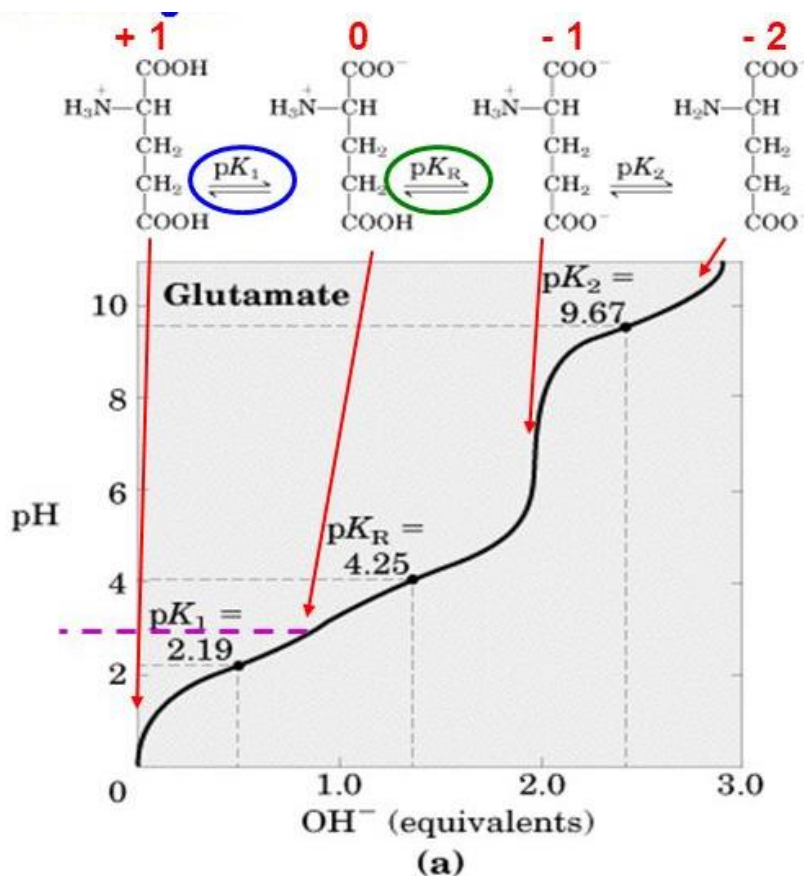 + 1 0 - 1 - 2
COOH COO⁻ COO⁻ COO⁻
H₃N⁺—CH H₃N⁺—CH H₃N⁺—CH H₂N—CH
CH₂ CH₂ CH₂ CH₂
pK₁ pK_R pK₂
CH₂ CH₂ CH₂ CH₂
COOH COOH COO⁻ COO⁻
Glutamate
pK₂ =
9.67
pK_R =
4.25
pK₁ =
2.19
10
8
6
pH
4
2
0
1.0 2.0 3.0
OH⁻ (equivalents)
(a)